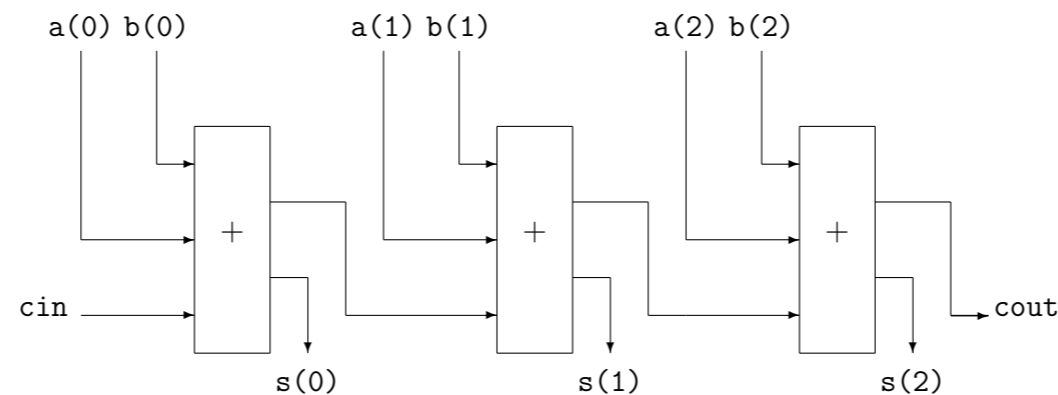 a(0) b(0) a(1) b(1) a(2) b(2)
+ + +
cin cout
s(0) s(1) s(2)